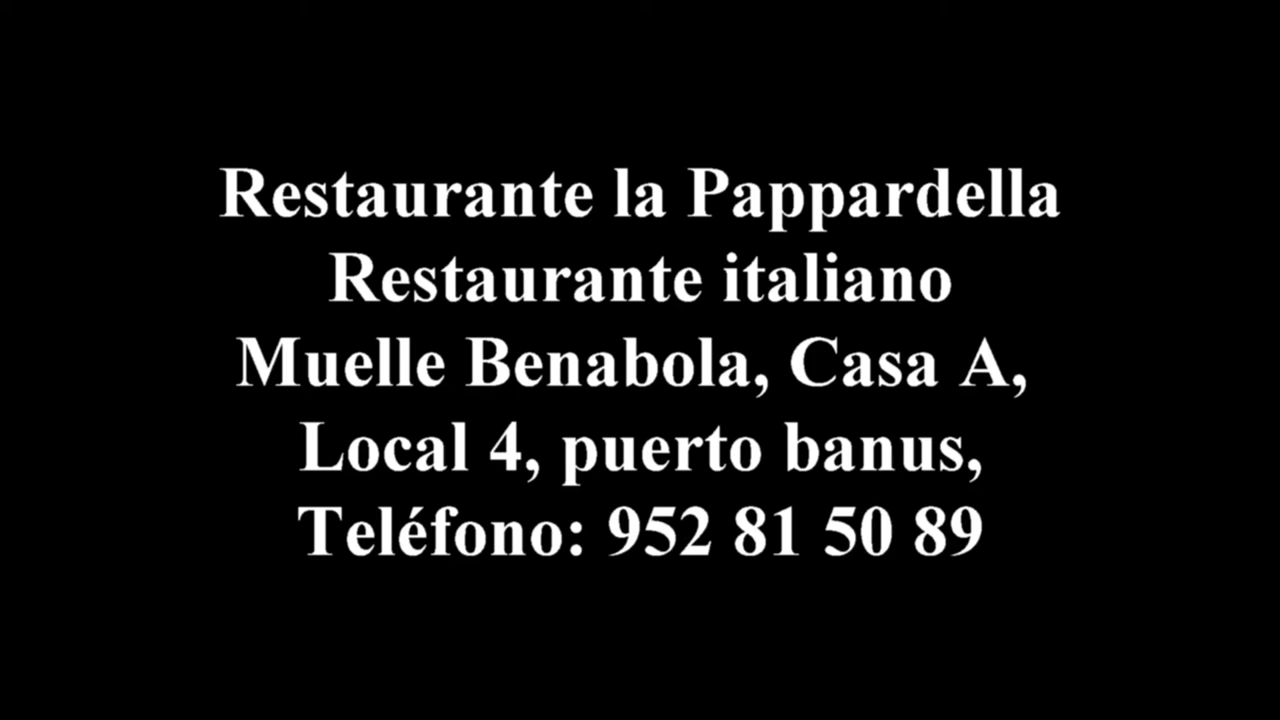 Restaurante la Pappardella
Restaurante italiano
Muelle Benabola, Casa A,
Local 4, puerto banus,
Teléfono: 952 81 50 89